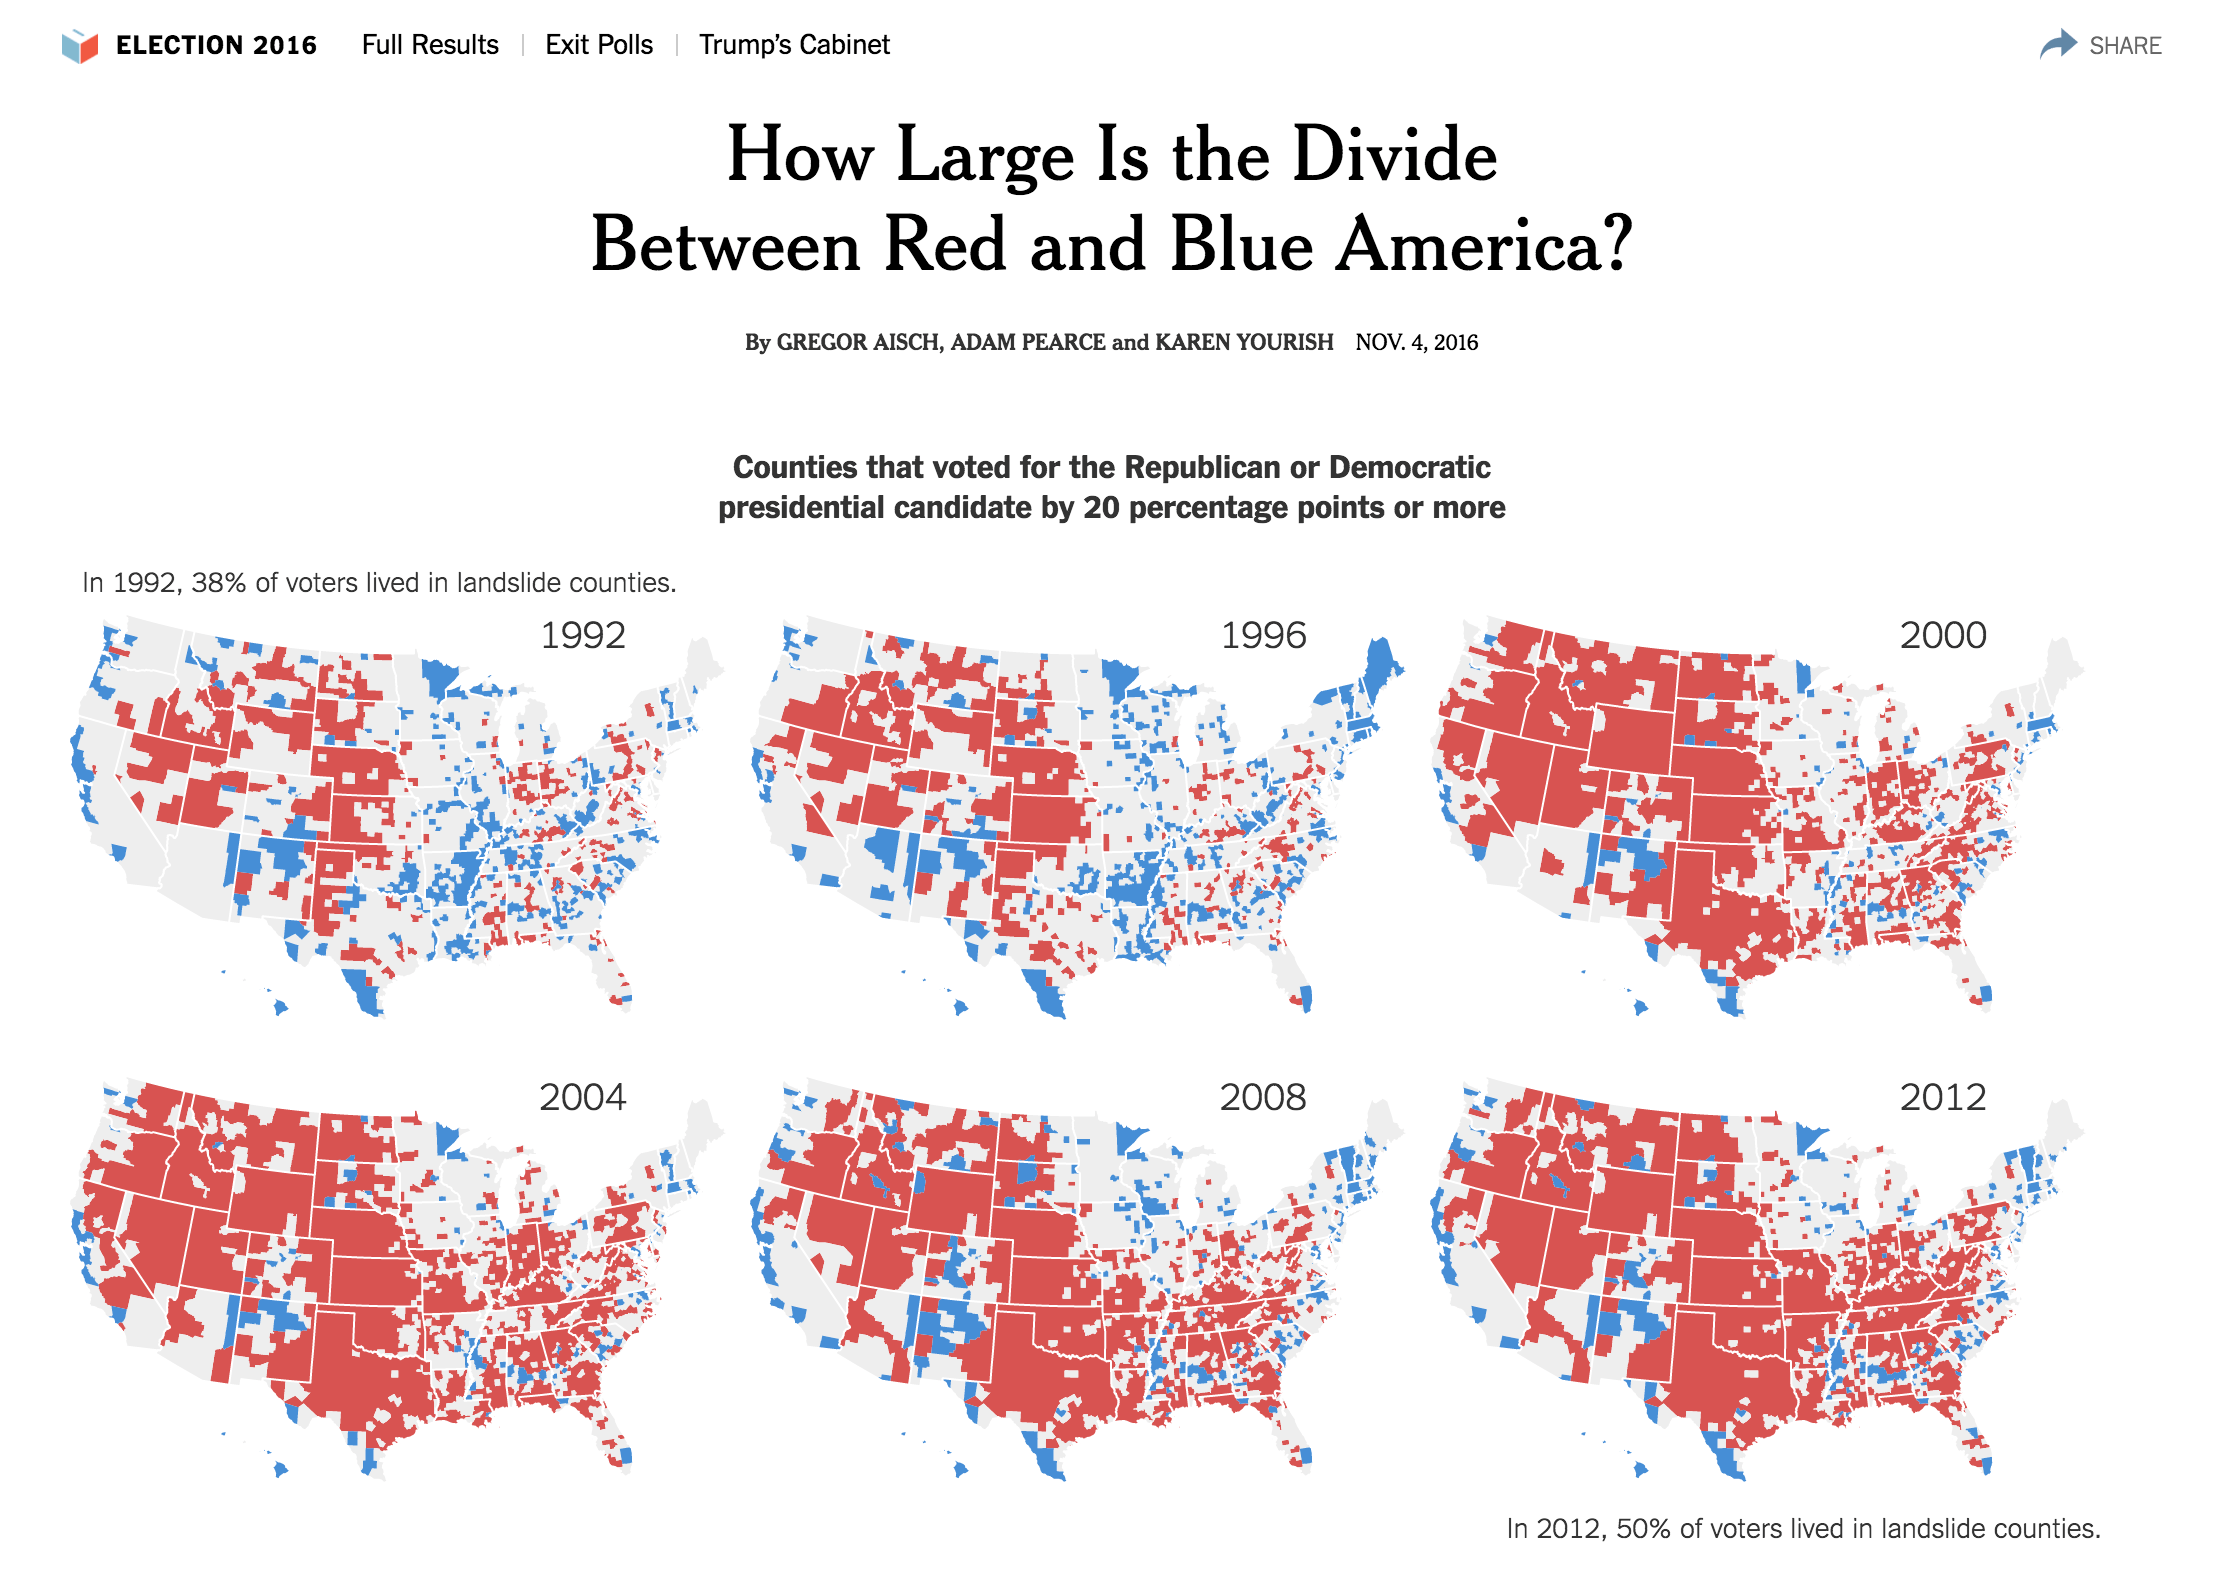 ELECTION 2016 Full Results | Exit Polls | Trump’s Cabinet SHARE
How Large Is the Divide
Between Red and Blue America?
By GREGOR AISCH, ADAM PEARCE and KAREN YOURISH NOV. 4, 2016
Counties that voted for the Republican or Democratic
presidential candidate by 20 percentage points or more
In 1992, 38% of voters lived in landslide counties.
1992 1996 2000
2004 2008 2012
In 2012, 50% of voters lived in landslide counties.